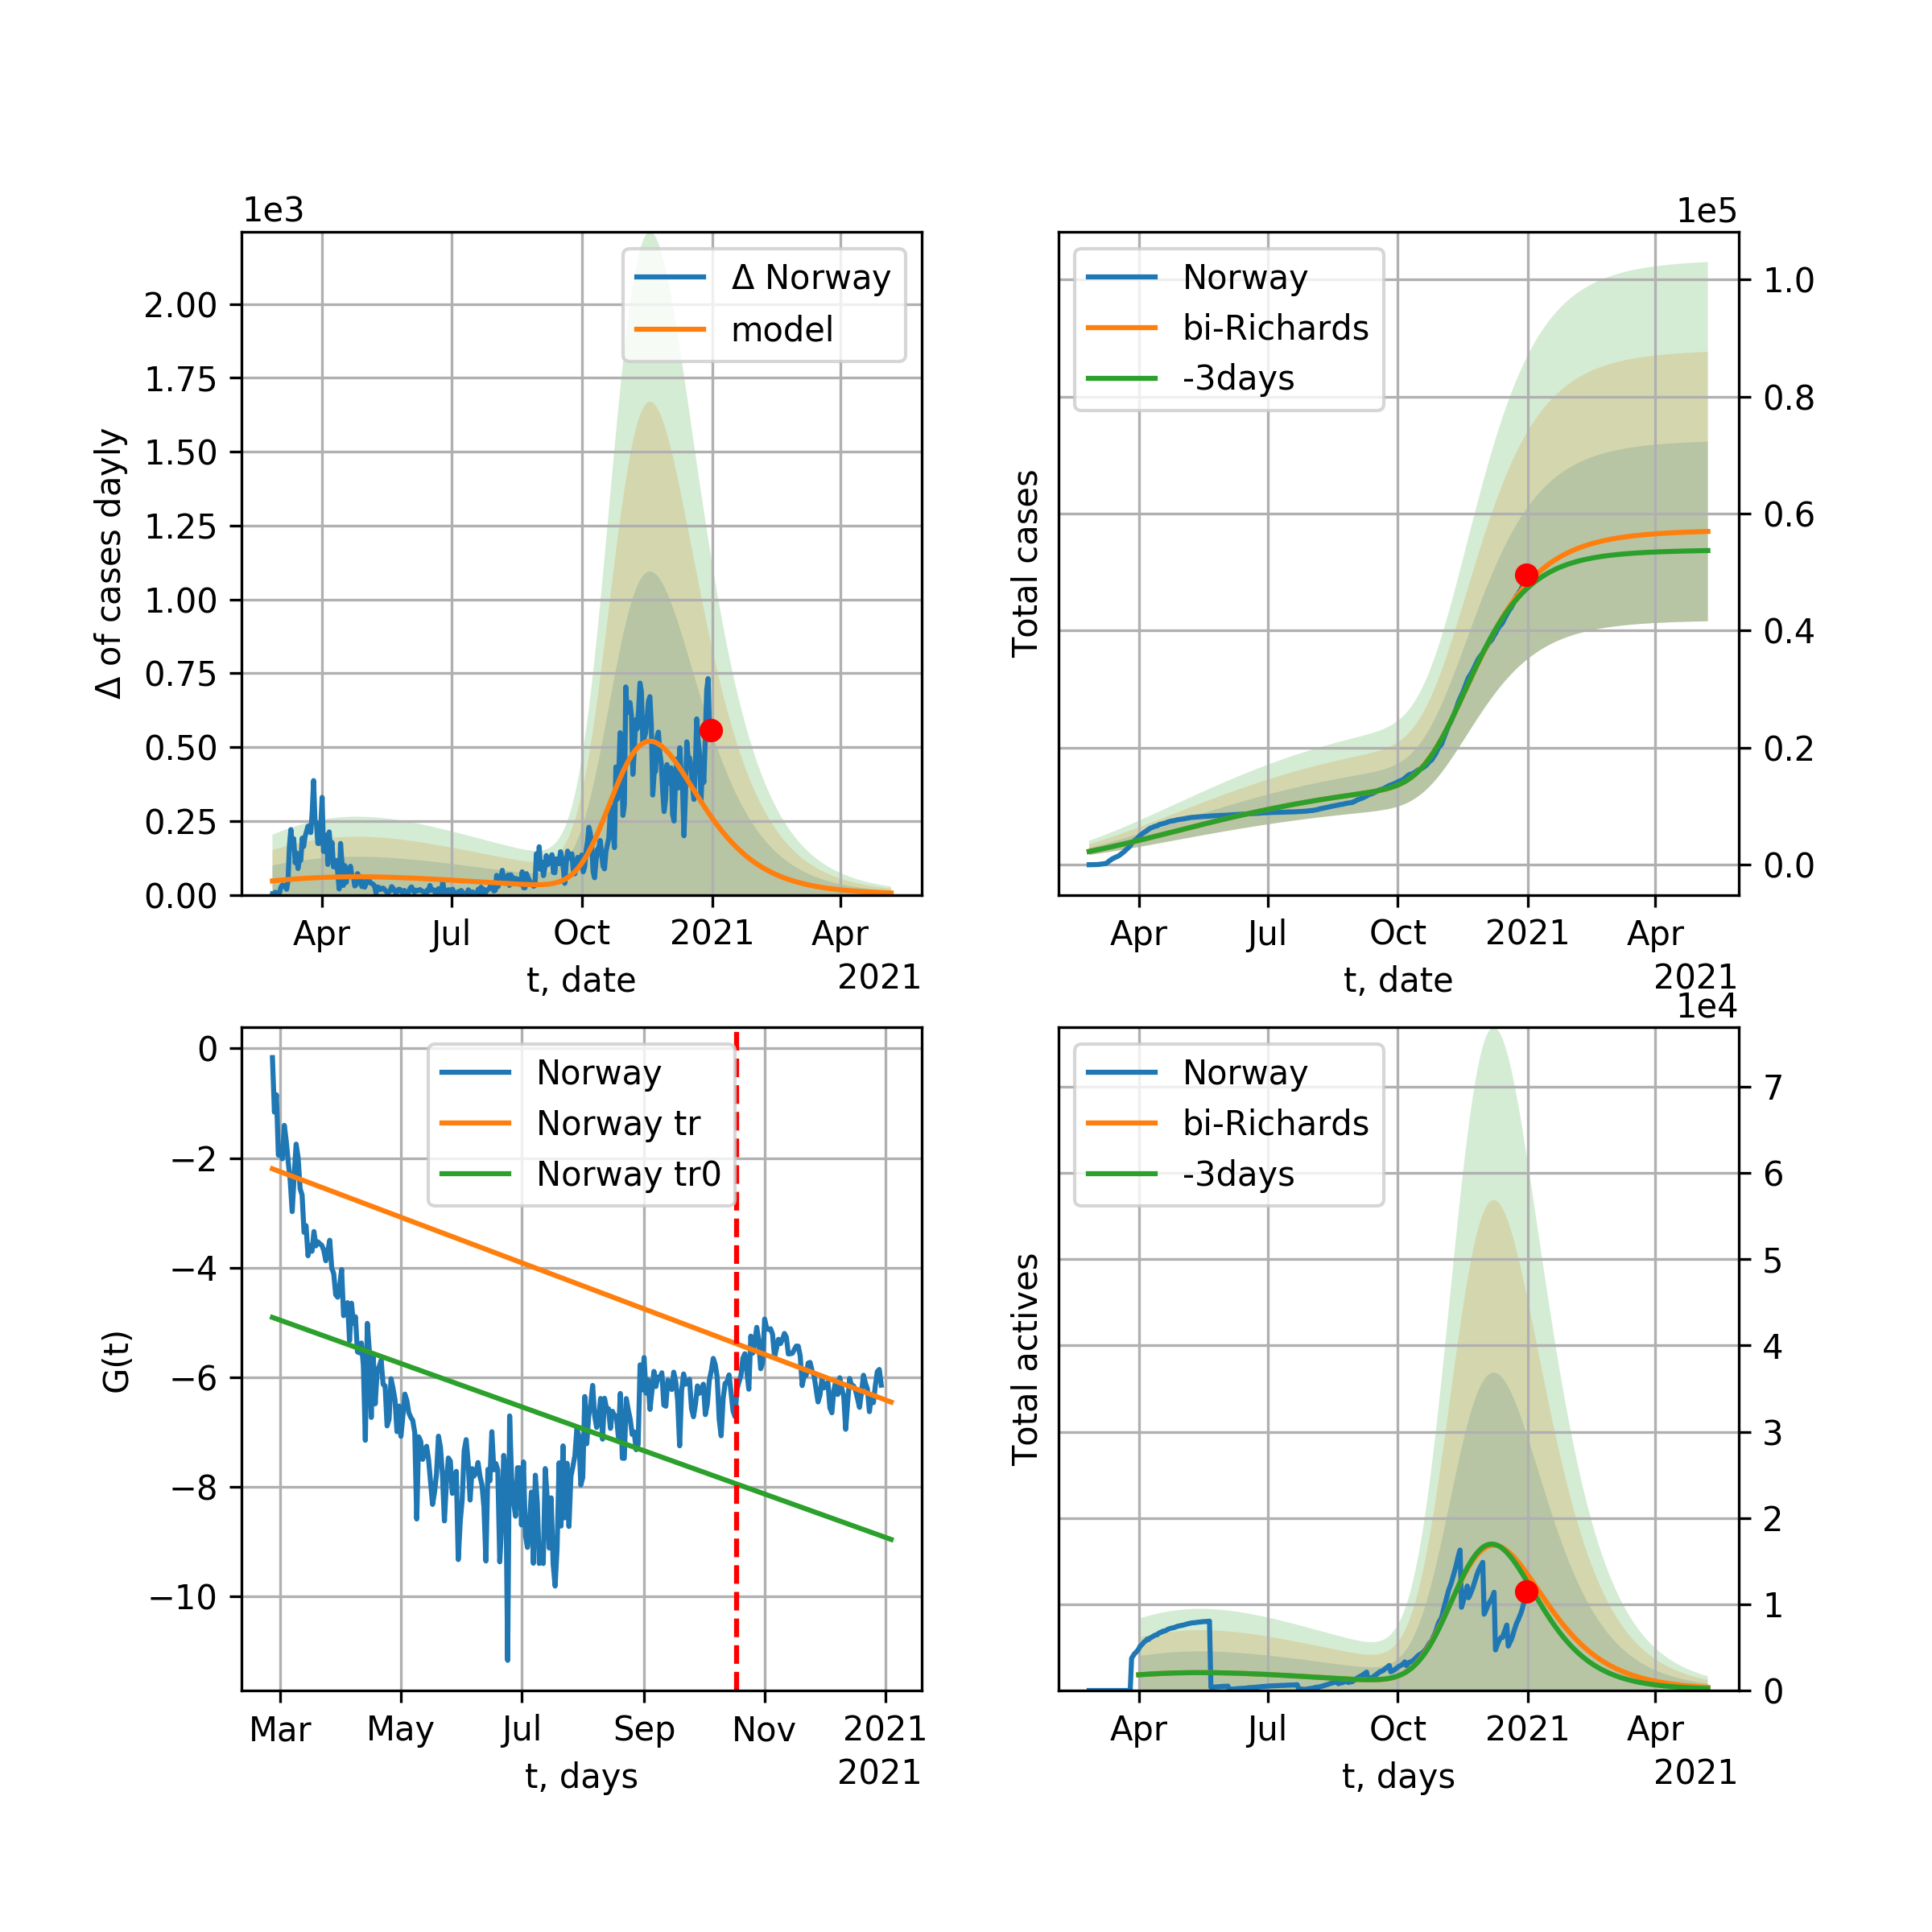 1e3
Δ of cases dayly
2.00
1.75
1.50
1.25
1.00
0.75
0.50
0.25
0.00
Δ Norway
model
Apr Jul Oct 2021 Apr
t, date
2021
1e5
Total cases
Norway
bi-Richards
-3days
1.0
0.8
0.6
0.4
0.2
0.0
Apr Jul Oct 2021 Apr
t, date
2021
G(t)
0
−2
−4
−6
−8
−10
Norway
Norway tr
Norway tr0
Mar May Jul Sep Nov 2021
t, days
2021
1e4
Total actives
Norway
bi-Richards
-3days
7
6
5
4
3
2
1
0
Apr Jul Oct 2021 Apr
t, days
2021